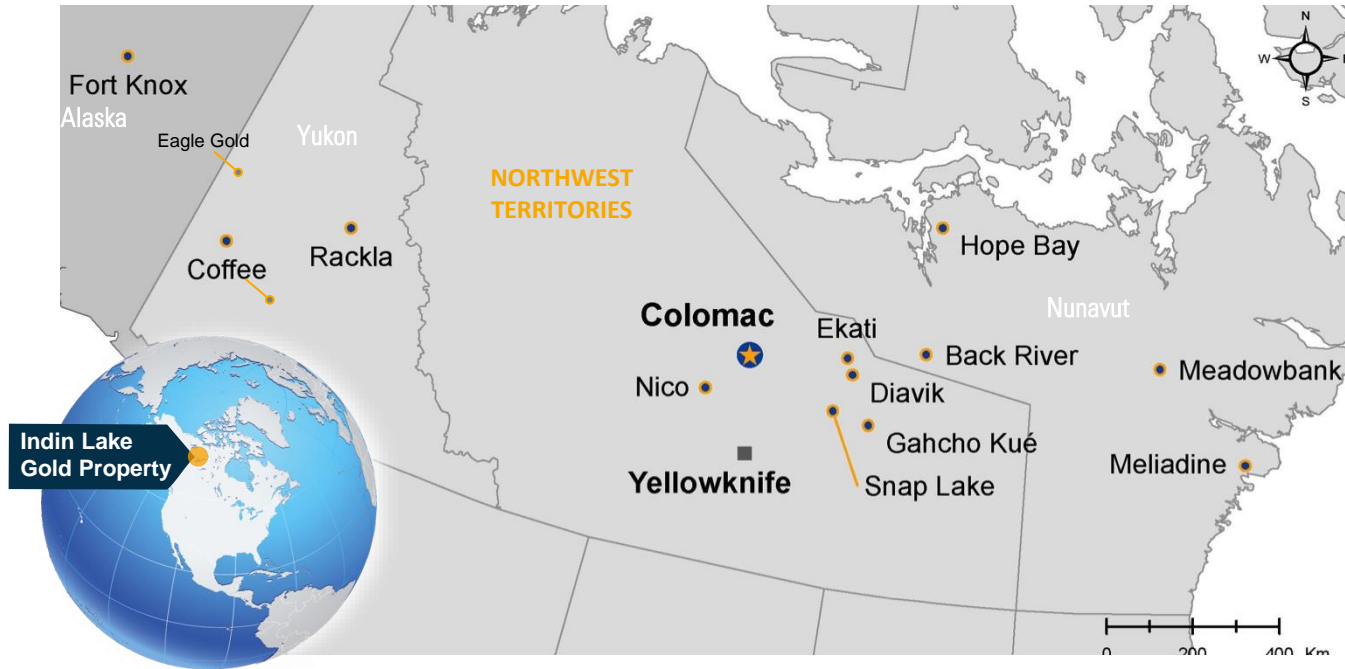 N
W
S
Fort Knox
Alaska
Eagle Gold
Yukon
NORTHWEST
TERRITORIES
Coffee
Rackla
Hope Bay
Nunavut
Colomac
Ekati
Back River
Nico
Diavik
Meadowbank
Gahcho Kué
Snap Lake
Meliadine
Yellowknife
Indin Lake
Gold Property
0 200 400 Km